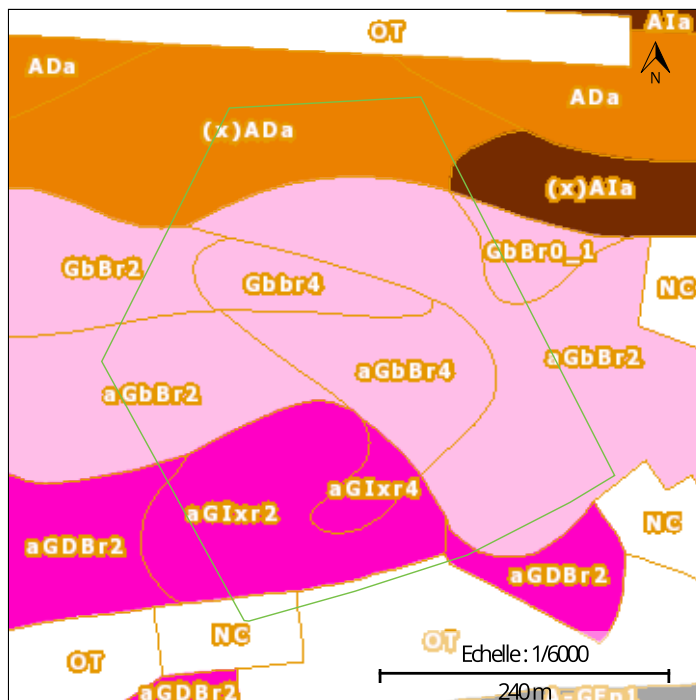 OT
AIa
ADa
N
ADa
(x)ADa
(x)AIa
GbBr0_1
GbBr2
Gbbr4
NC
aGbBr2
aGbBr4
aGbBr2
aGIxr4
aGIxr2
NC
aGDBr2
aGDBr2
NC
OT
OT
Echelle : 1/6000
aGDBr2
240 m